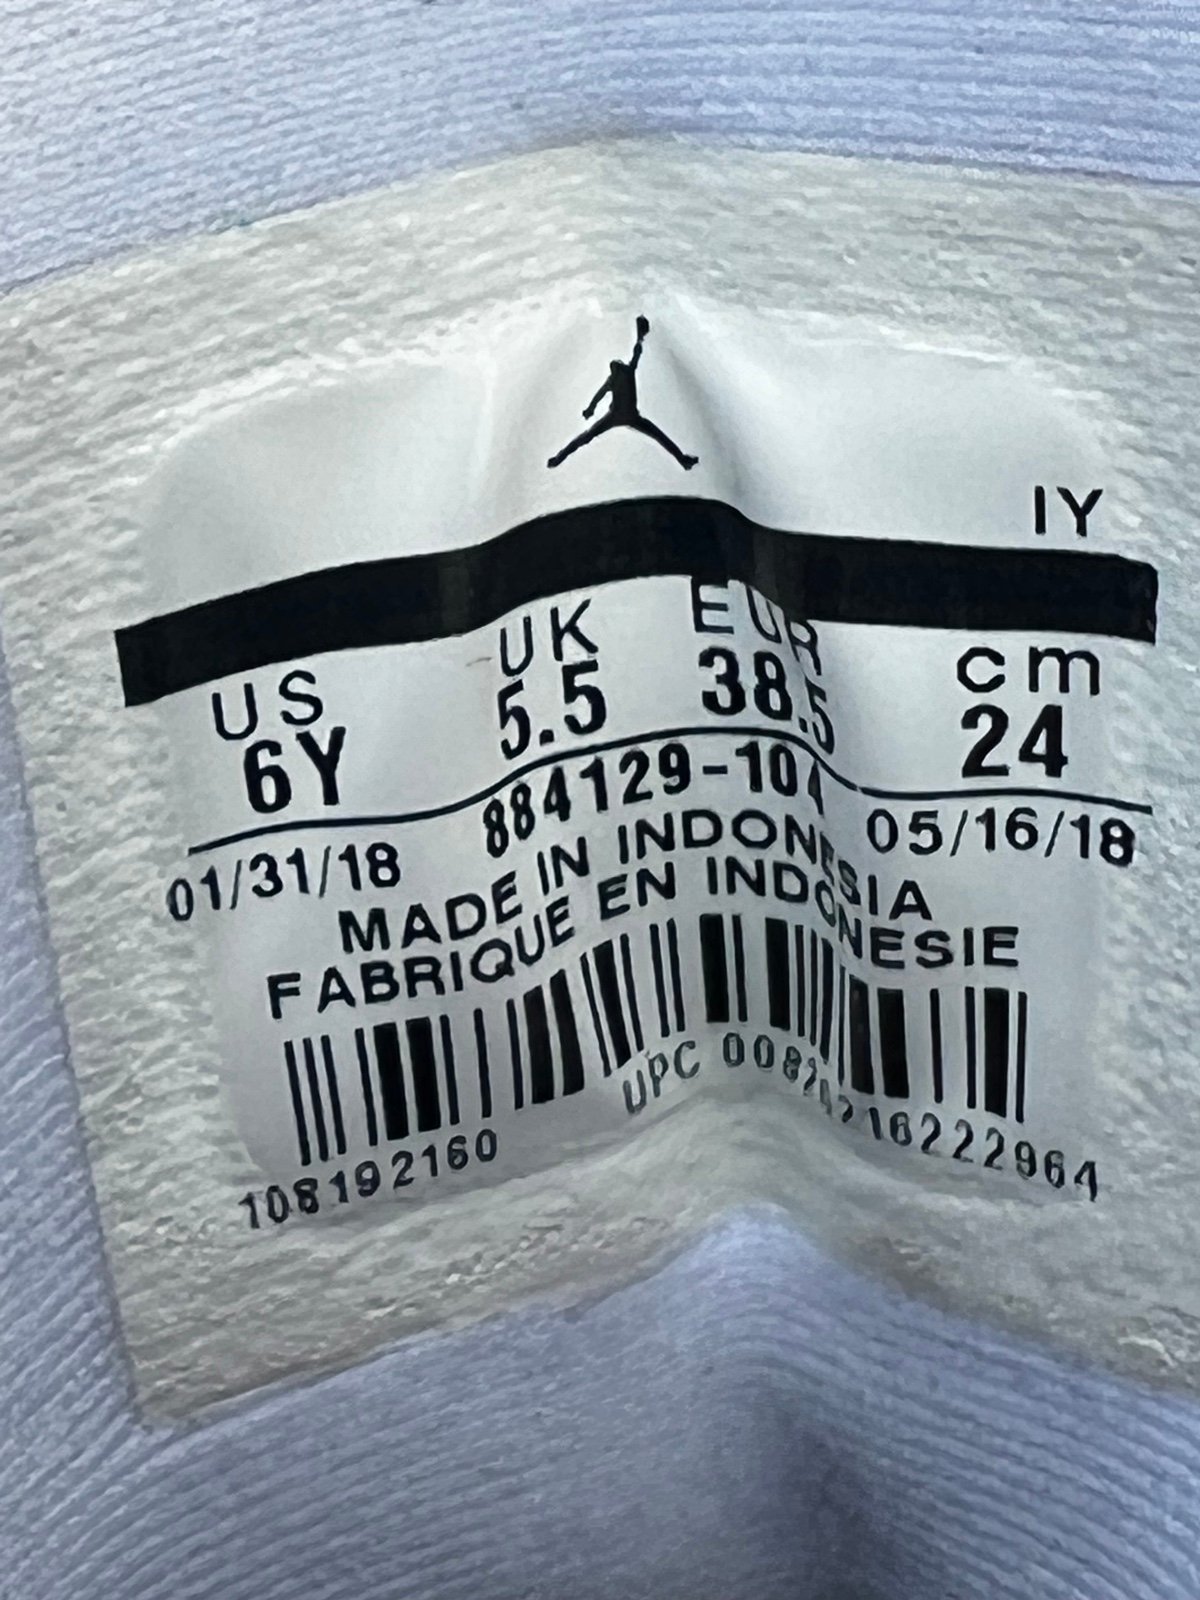 IY
US UK EUR cm
6Y 5.5 38.5 24
01/31/18 884129-104 05/16/18
MADE IN INDONESIA
FABRIQUE EN INDONESIE
108192160 UPC